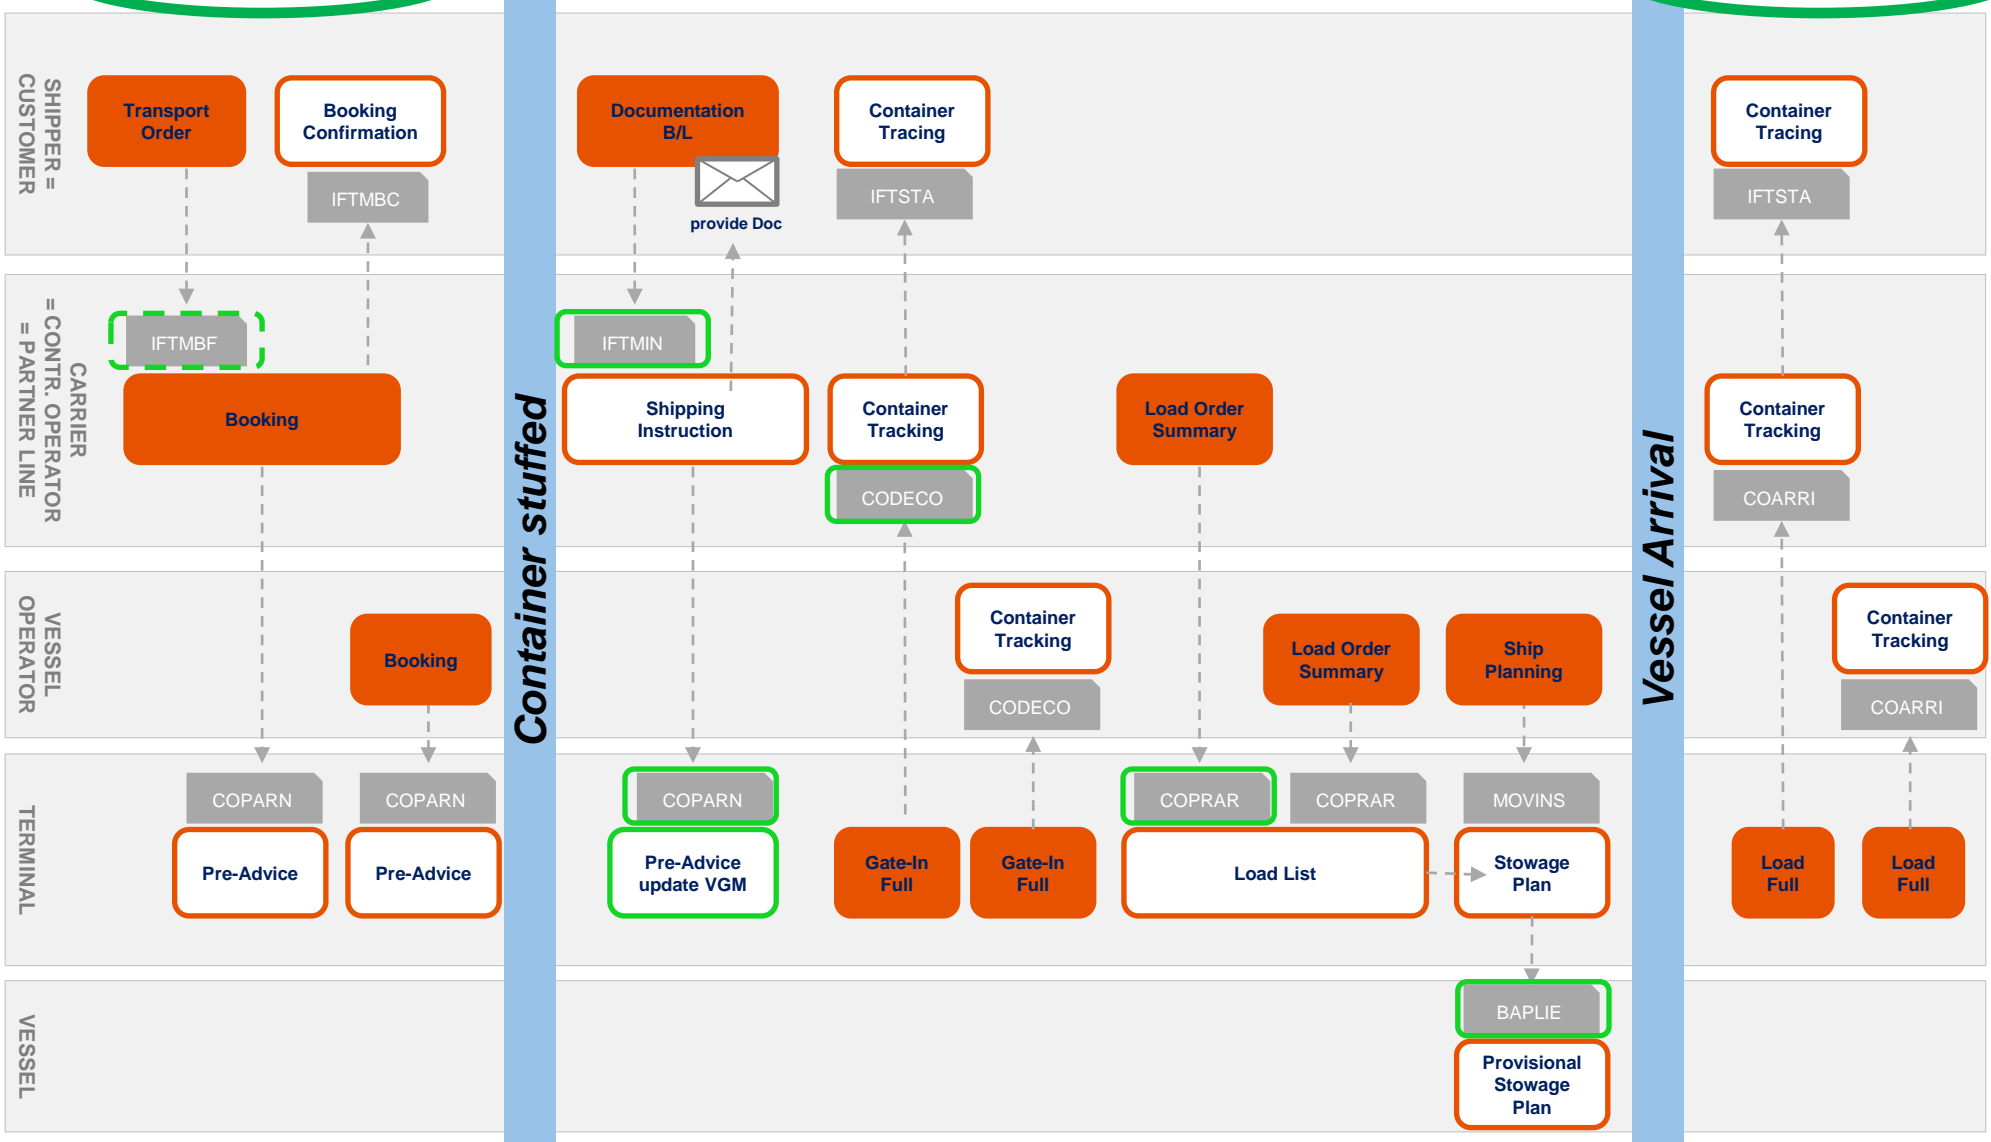 SHIPPER =
CUSTOMER
Transport
Order
Booking
Confirmation
IFTMBC
Documentation
B/L
provide Doc
Container
Tracing
IFTSTA
Container
Tracing
IFTSTA
CARRIER
=CONTR. OPERATOR
= PARTNER LINE
IFTMBF
Booking
IFTMIN
Shipping
Instruction
Container
Tracking
CODECO
Load Order
Summary
Container
Tracking
COARRI
Container stuffed
Vessel Arrival
VESSEL
OPERATOR
Booking
Container
Tracking
CODECO
Load Order
Summary
Ship
Planning
Container
Tracking
COARRI
TERMINAL
COPARN
Pre-Advice
COPARN
Pre-Advice
COPARN
Pre-Advice
update VGM
Gate-In
Full
Gate-In
Full
COPRAR
COPRAR
Load List
MOVINS
Stowage
Plan
Load
Full
Load
Full
VESSEL
BAPLIE
Provisional
Stowage
Plan